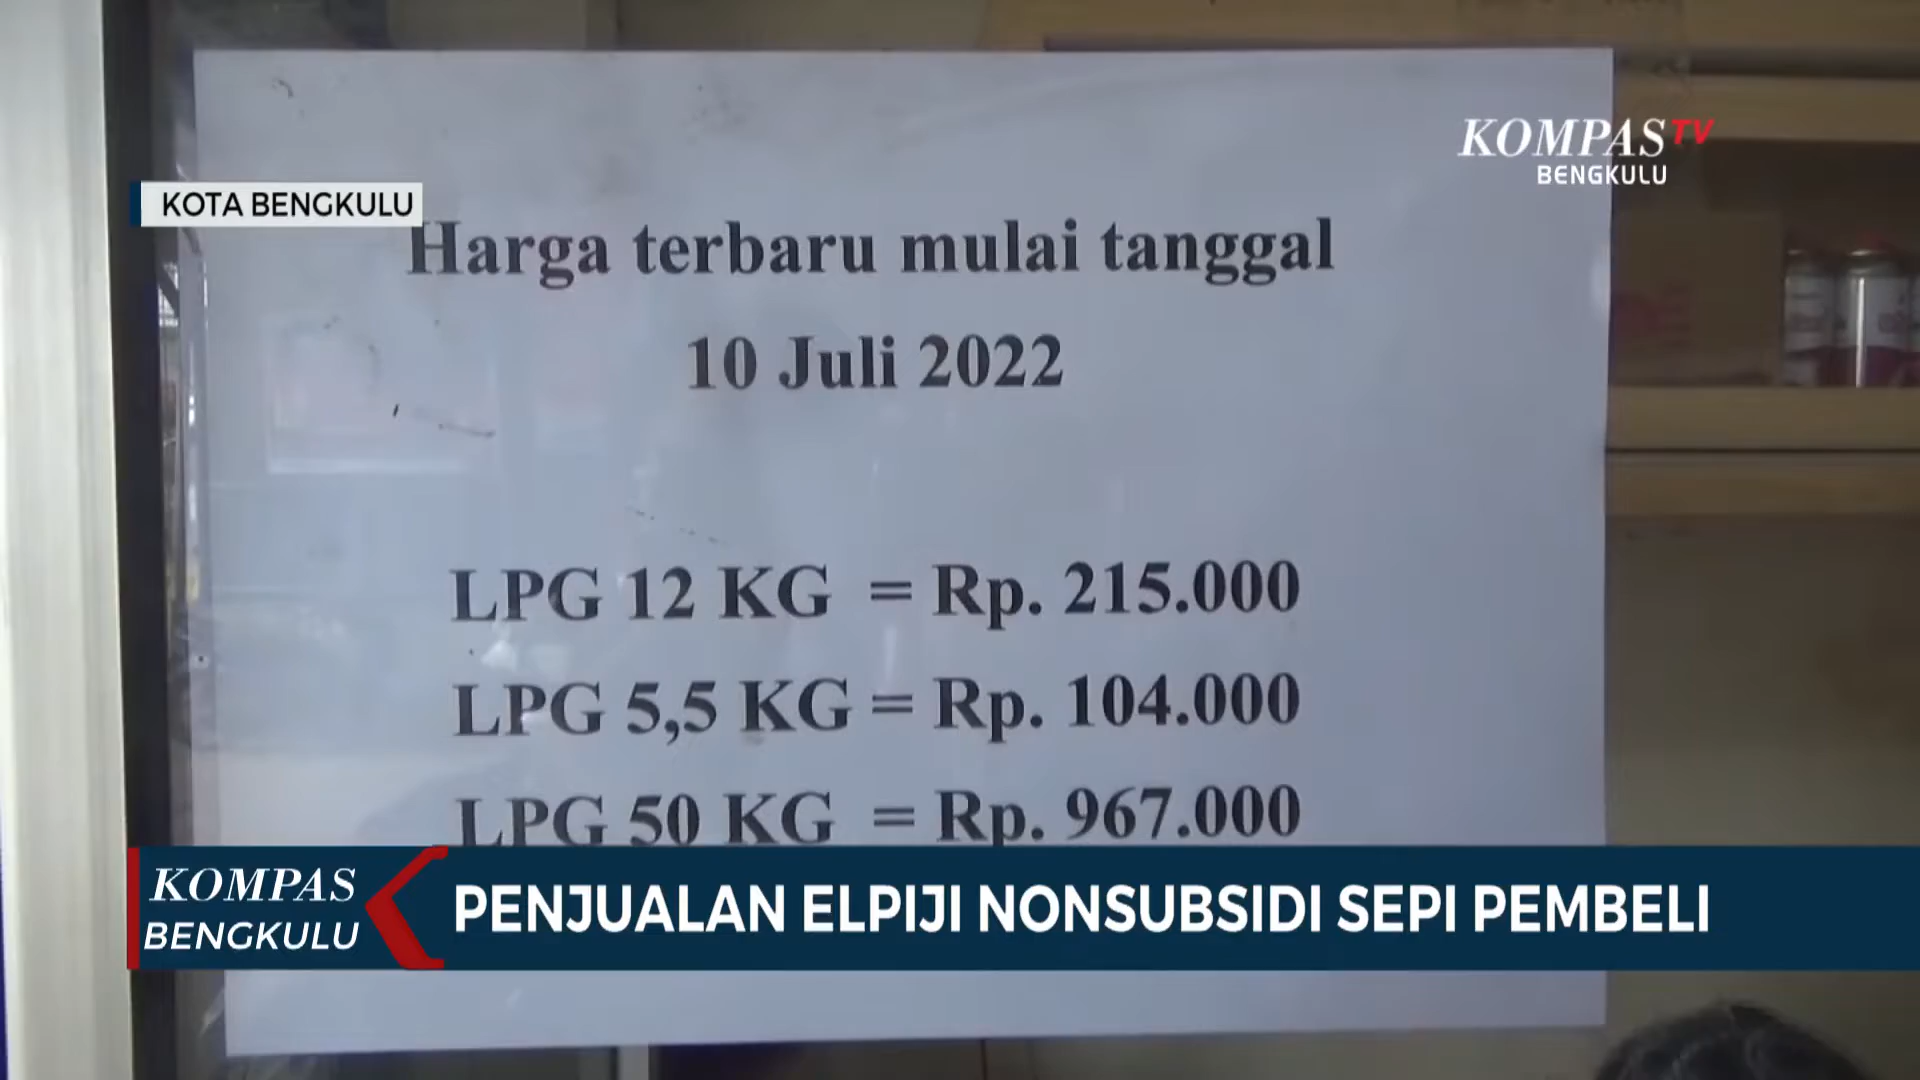 KOMPAS TV
BENGKULU
KOTA BENGKULU
Harga terbaru mulai tanggal
10 Juli 2022
LPG 12 KG = Rp. 215.000
LPG 5,5 KG = Rp. 104.000
LPG 50 KG = Rp. 967.000
KOMPAS
BENGKULU
PENJUALAN ELPIJI NONSUBSIDI SEPI PEMBELI